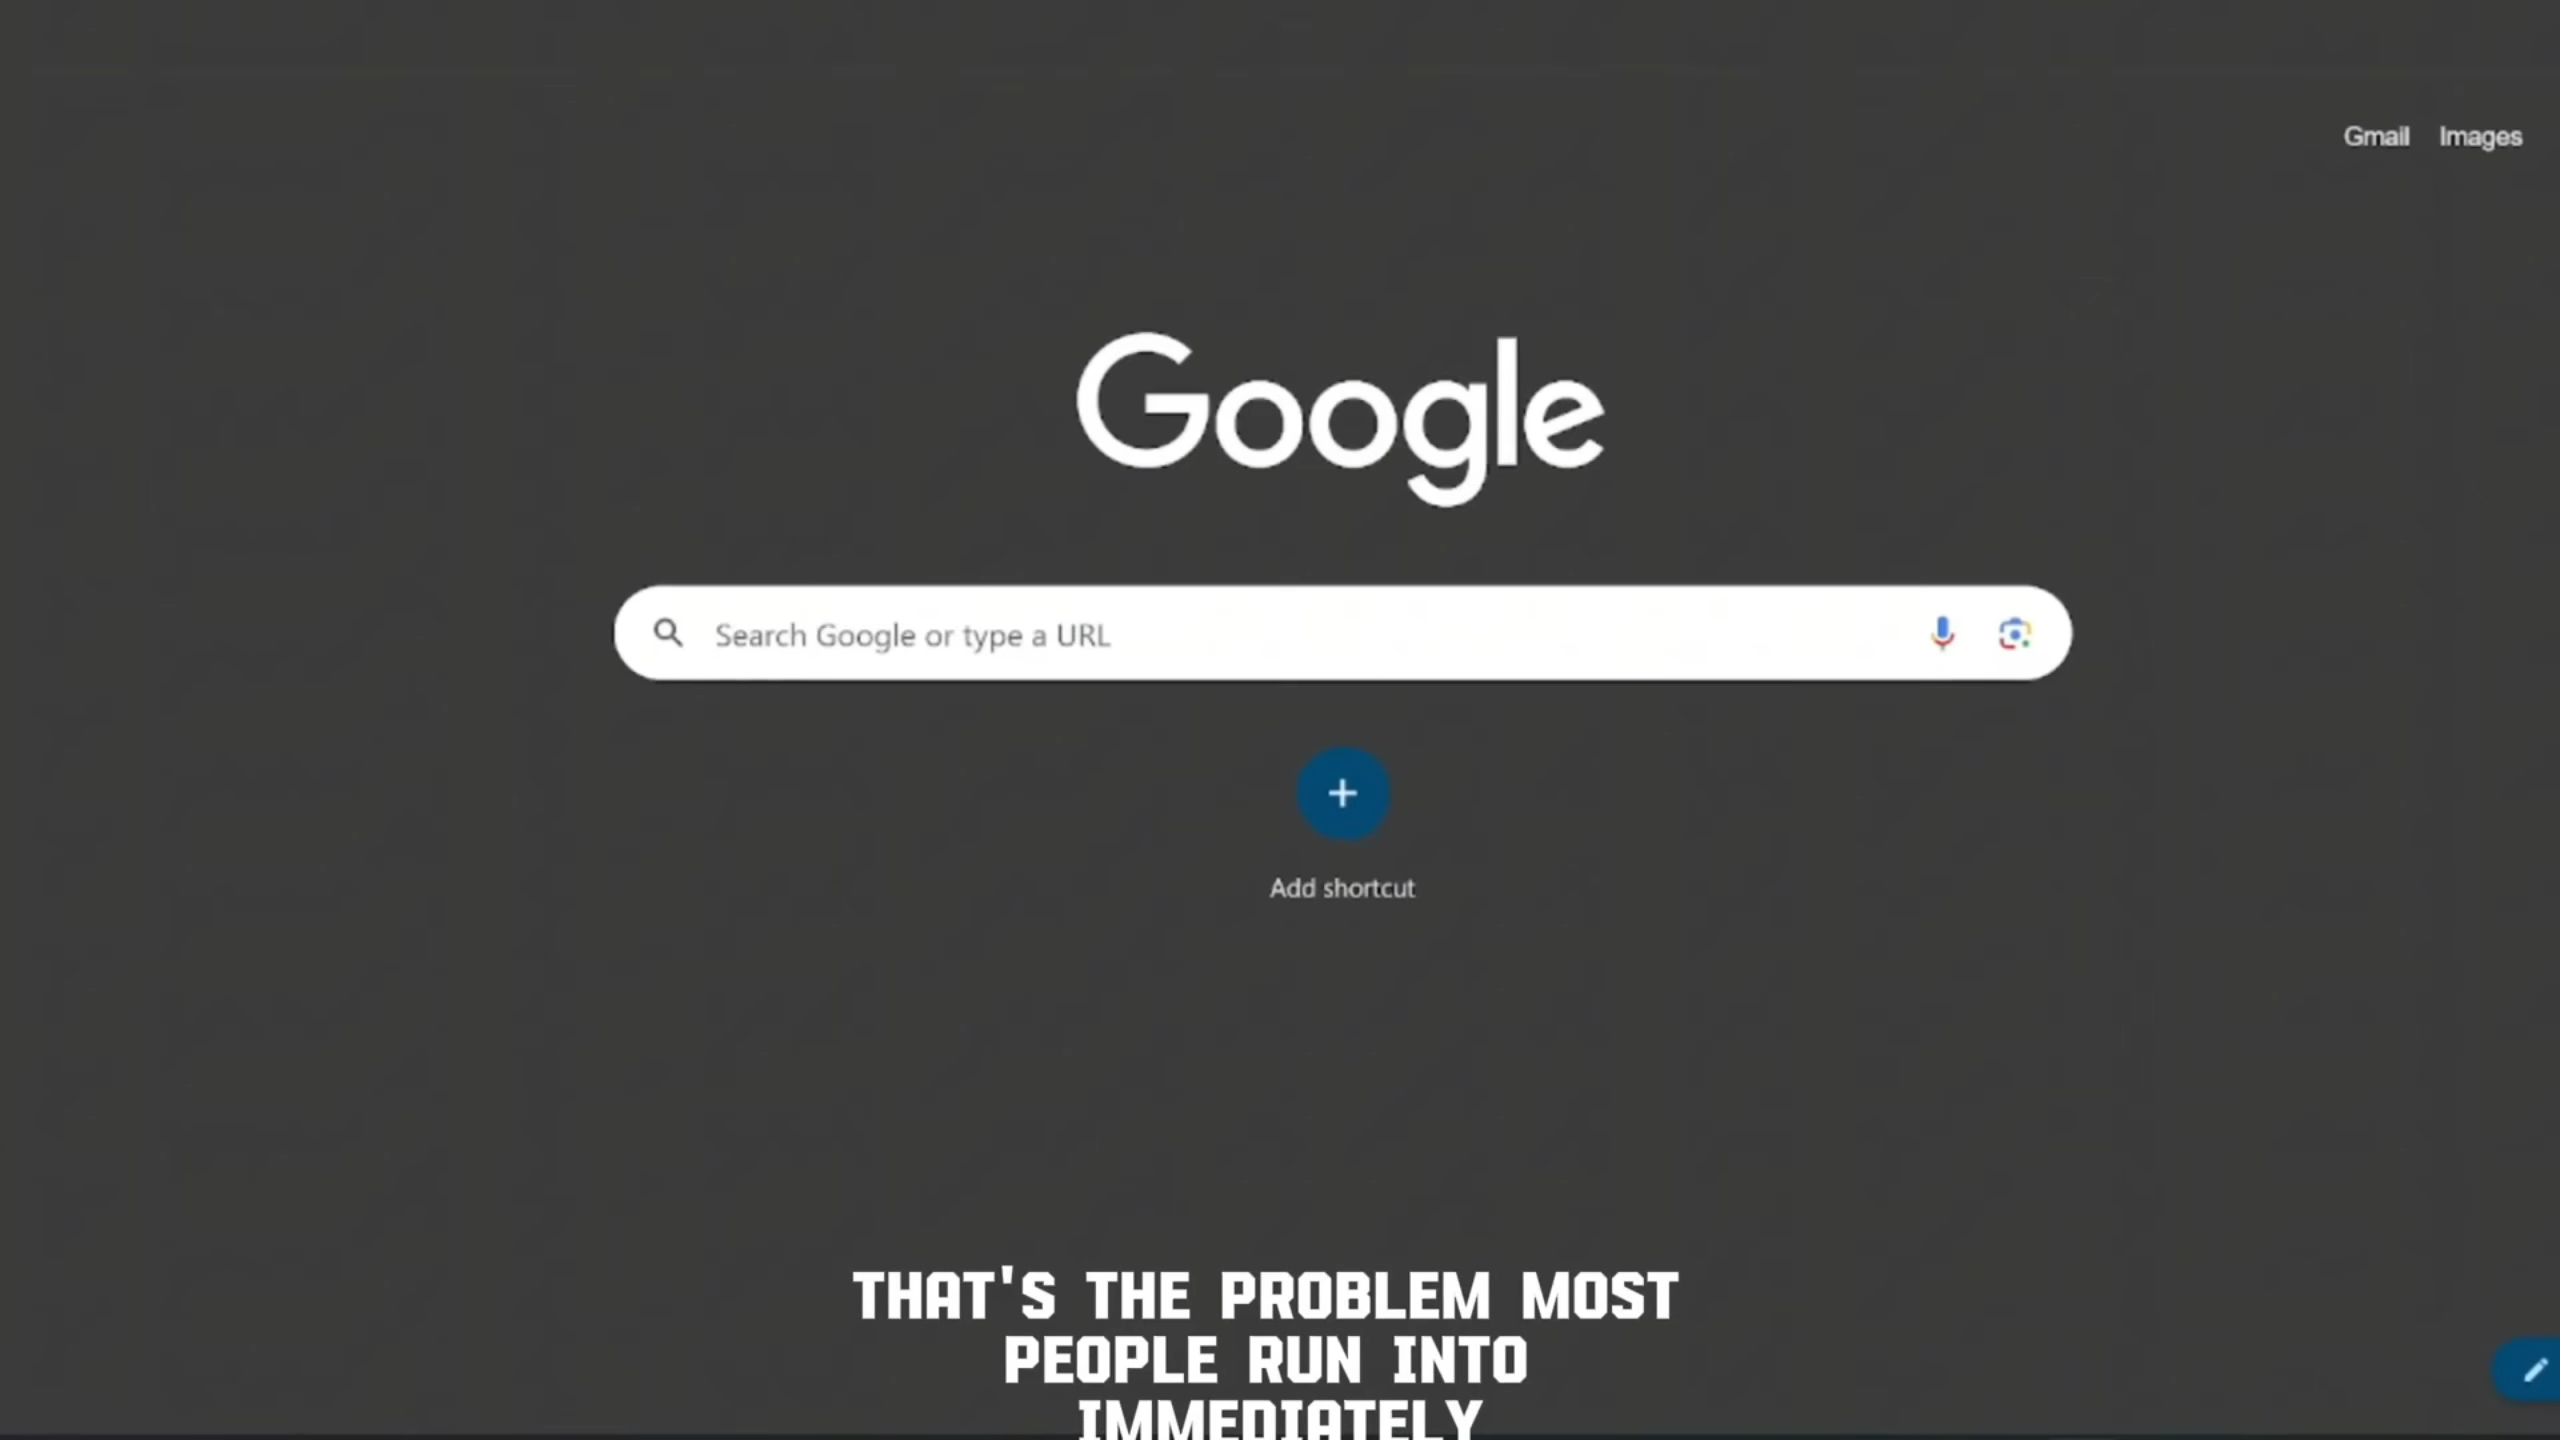 Gmail Images
Google
Search Google or type a URL
Add shortcut
THAT'S THE PROBLEM MOST
PEOPLE RUN INTO
IMMEDIATELY